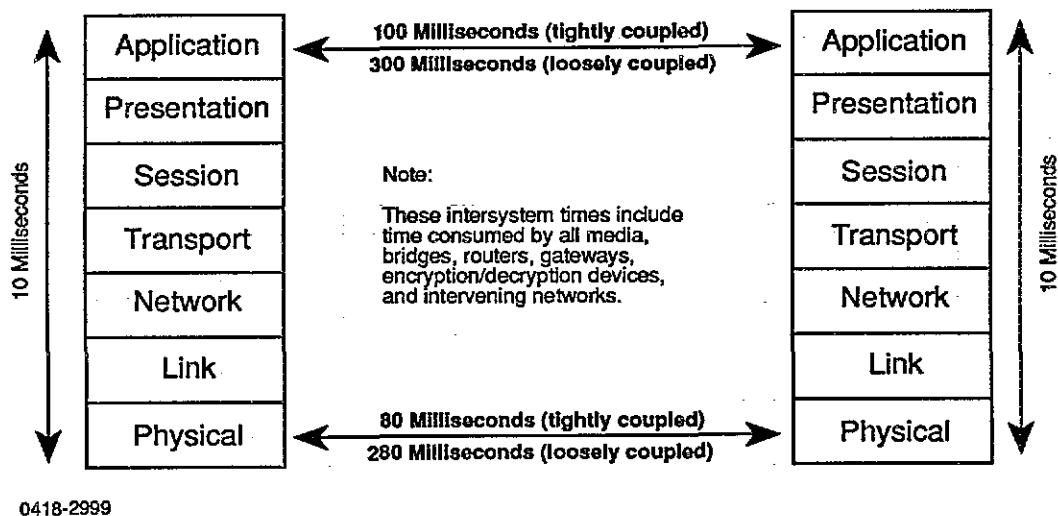 Application
Presentation
Session
Transport
Network
Link
Physical
10 Milliseconds
100 Milliseconds (tightly coupled)
300 Milliseconds (loosely coupled)
Note:
These intersystem times include
time consumed by all media,
bridges, routers, gateways,
encryption/decryption devices,
and intervening networks.
80 Milliseconds (tightly coupled)
280 Milliseconds (loosely coupled)
Application
Presentation
Session
Transport
Network
Link
Physical
10 Milliseconds
0418-2999